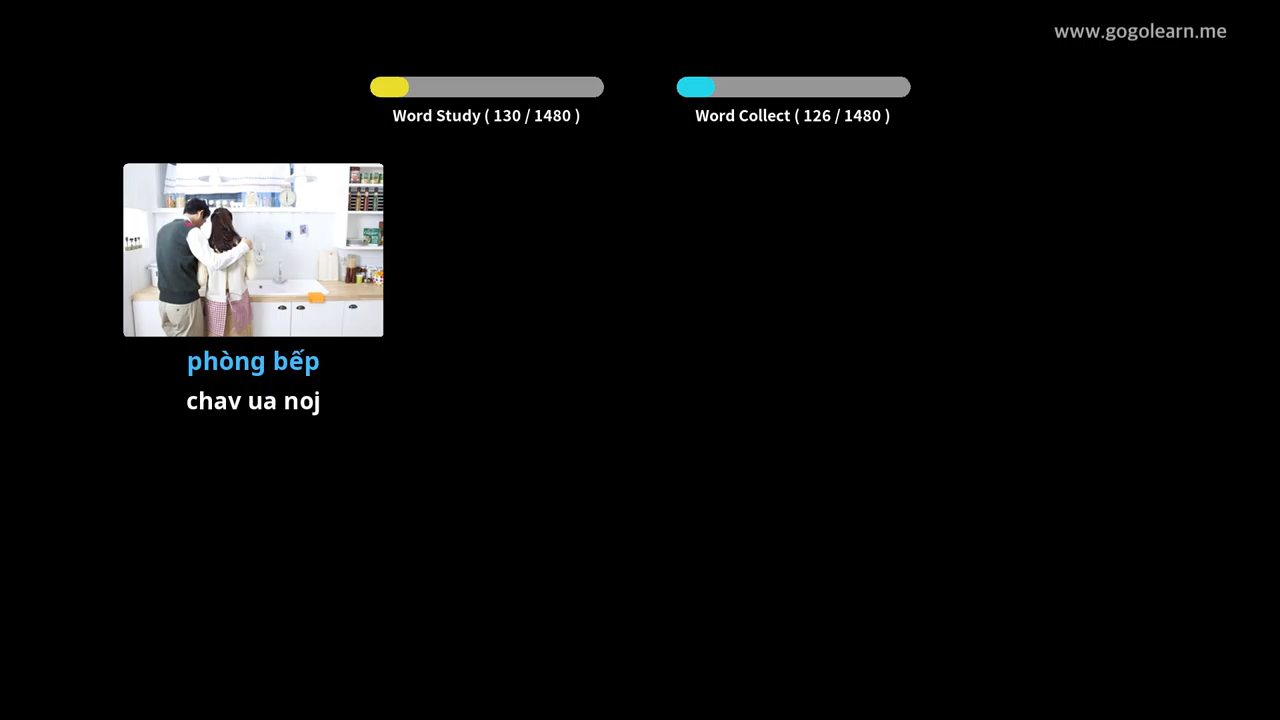 www.gogolearn.me
Word Study ( 130 / 1480 )
Word Collect ( 126 / 1480 )
phòng bếp
chav ua noj